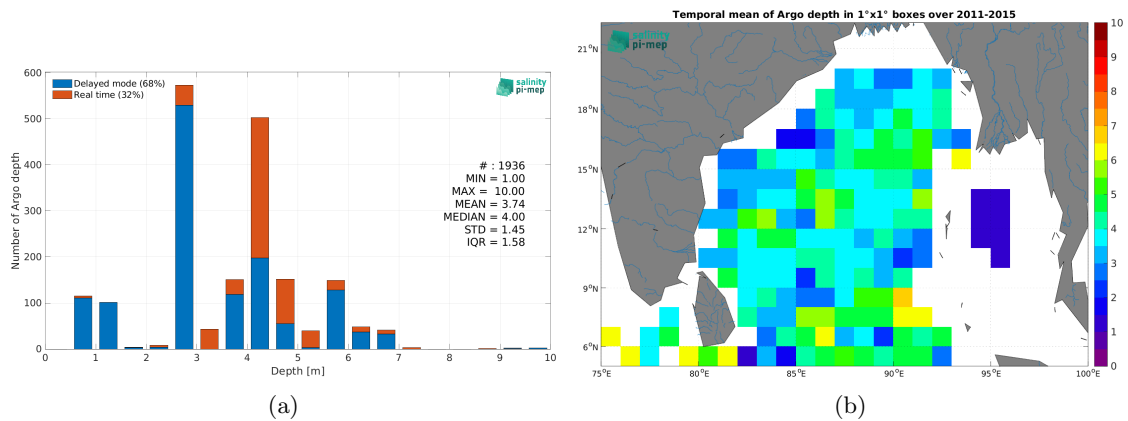 Delayed mode (68%)
Real time (32%)
salinity
pi-mep
# : 1936
MIN = 1.00
MAX = 10.00
MEAN = 3.74
MEDIAN = 4.00
STD = 1.45
IQR = 1.58
Number of Argo depth
600
500
400
300
200
100
0
0 1 2 3 4 5 6 7 8 9 10
Depth [m]
(a)
Temporal mean of Argo depth in 1°x1° boxes over 2011-2015
salinity
pi-mep
21°N
18°N
15°N
12°N
9°N
6°N
75°E 80°E 85°E 90°E 95°E 100°E
10
9
8
7
6
5
4
3
2
1
0
(b)